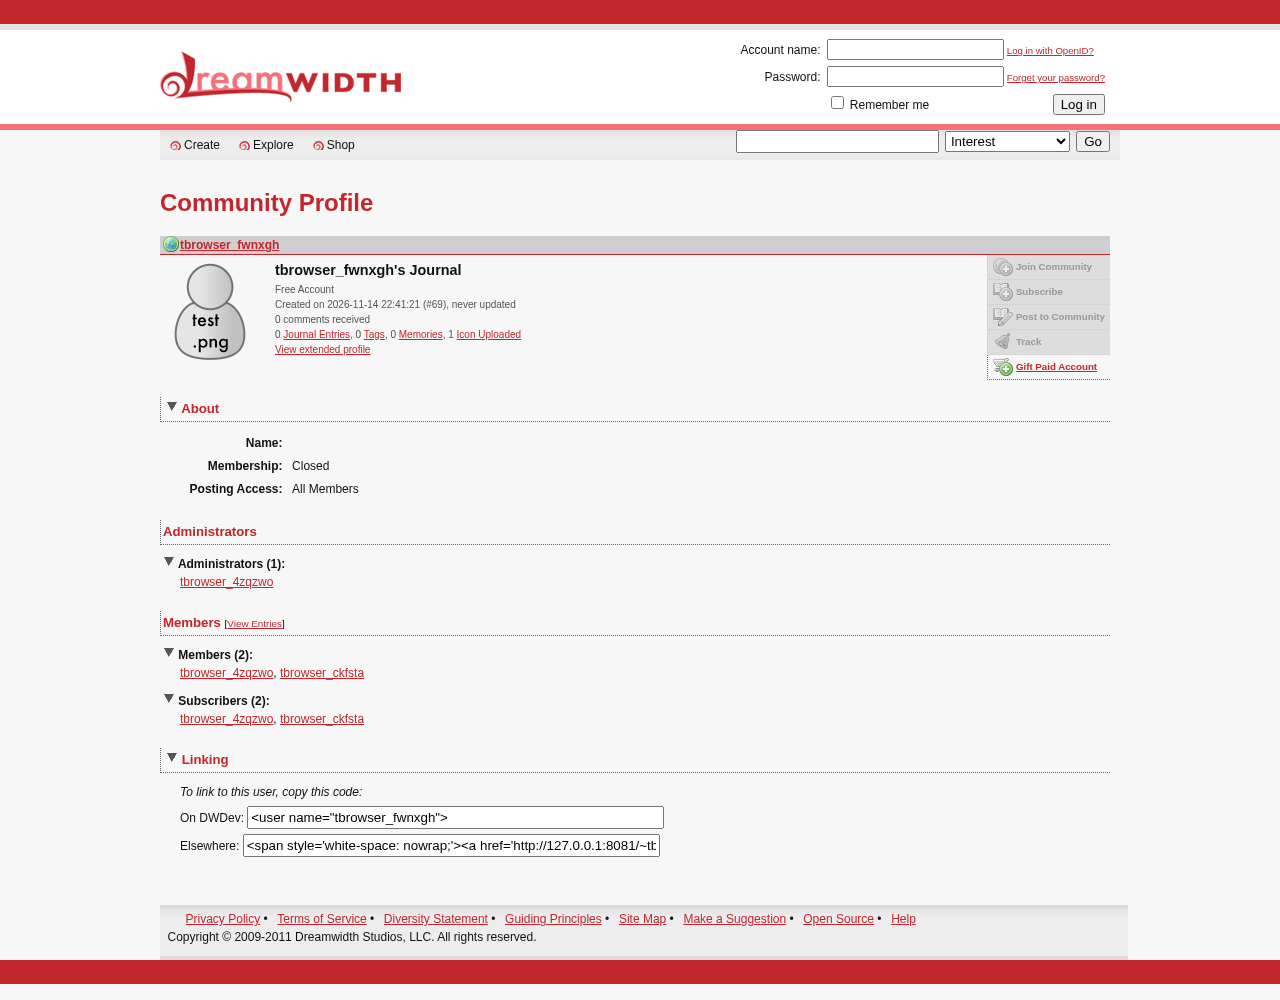 dreamWIDTH
Account name: Log in with OpenID?
Password: Forget your password?
Remember me Log in
Create Explore Shop Interest Go
Community Profile
tbrowser_fwnxgh
test
.png
tbrowser_fwnxgh's Journal
Free Account
Created on 2026-11-14 22:41:21 (#69), never updated
0 comments received
0 Journal Entries, 0 Tags, 0 Memories, 1 Icon Uploaded
View extended profile
Join Community
Subscribe
Post to Community
Track
Gift Paid Account
About
Name:
Membership: Closed
Posting Access: All Members
Administrators
Administrators (1):
tbrowser_4zqzwo
Members [View Entries]
Members (2):
tbrowser_4zqzwo, tbrowser_ckfsta
Subscribers (2):
tbrowser_4zqzwo, tbrowser_ckfsta
Linking
To link to this user, copy this code:
On DWDev: <user name="tbrowser_fwnxgh">
Elsewhere: <span style='white-space: nowrap;'><a href='http://127.0.0.1:8081/~tb
Privacy Policy • Terms of Service • Diversity Statement • Guiding Principles • Site Map • Make a Suggestion • Open Source • Help
Copyright © 2009-2011 Dreamwidth Studios, LLC. All rights reserved.